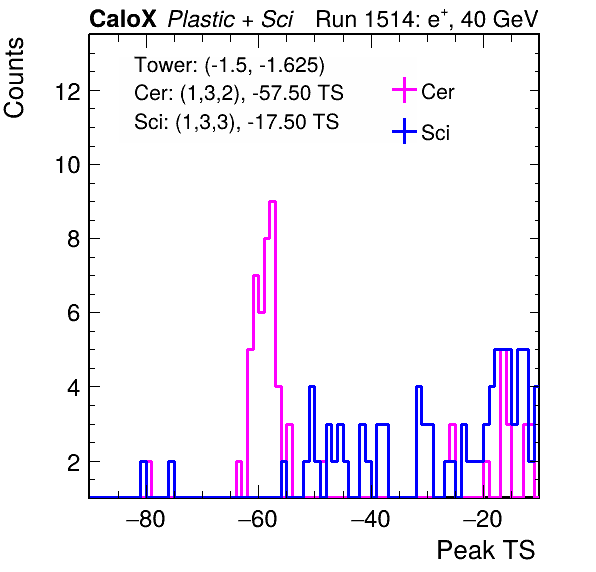 CaloX Plastic + Sci Run 1514: e⁺, 40 GeV
Counts
Tower: (-1.5, -1.625)
Cer: (1,3,2), -57.50 TS
Sci: (1,3,3), -17.50 TS
Cer
Sci
12
10
8
6
4
2
−80 −60 −40 −20
Peak TS